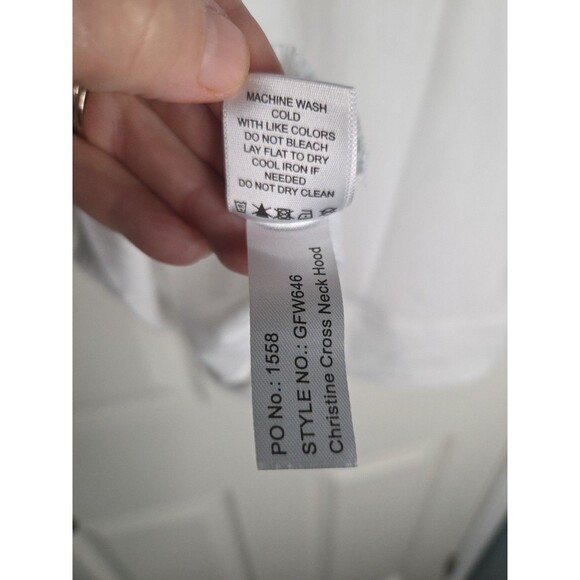 MACHINE WASH
COLD
WITH LIKE COLORS
DO NOT BLEACH
LAY FLAT TO DRY
COOL IRON IF
NEEDED
DO NOT DRY CLEAN
PO No.: 1558
STYLE NO.: GFW646
Christine Cross Neck Hood